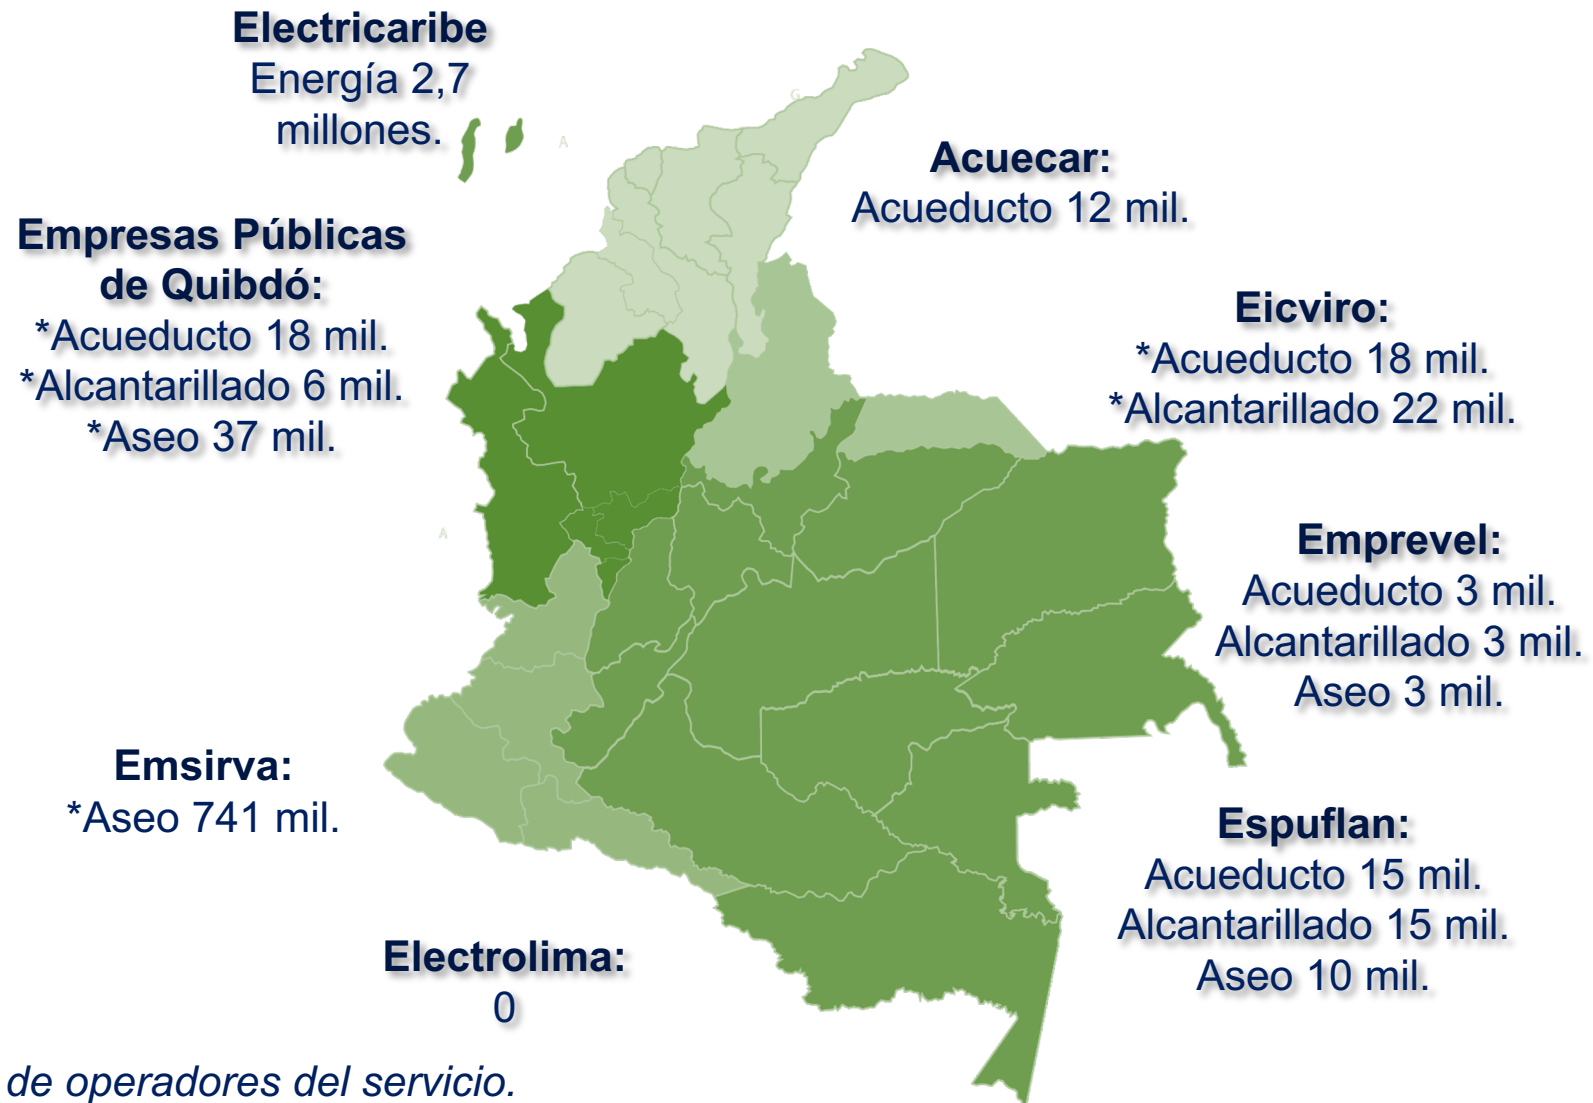 Electricaribe
Energía 2,7
millones.
G
A
Acuecar:
Acueducto 12 mil.
Empresas Públicas
de Quibdó:
*Acueducto 18 mil.
*Alcantarillado 6 mil.
*Aseo 37 mil.
Eicviro:
*Acueducto 18 mil.
*Alcantarillado 22 mil.
A
Emprevel:
Acueducto 3 mil.
Alcantarillado 3 mil.
Aseo 3 mil.
Emsirva:
*Aseo 741 mil.
Espuflan:
Acueducto 15 mil.
Alcantarillado 15 mil.
Aseo 10 mil.
Electrolima:
0
de operadores del servicio.